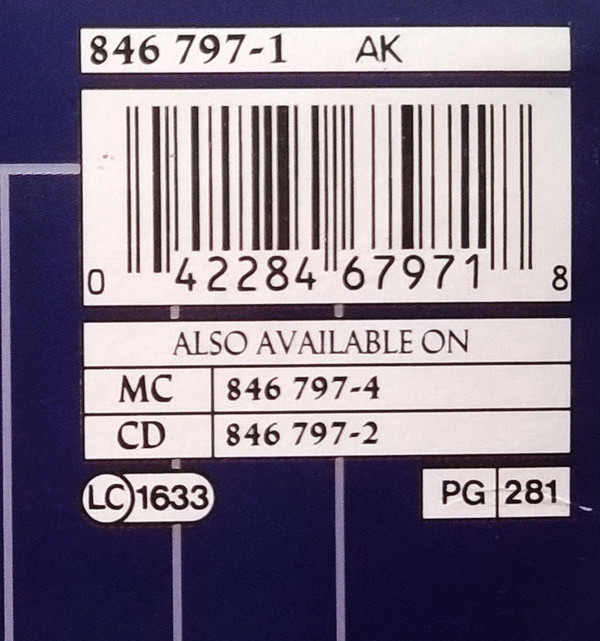 846 797-1 AK
0 42284 67971 8
ALSO AVAILABLE ON
MC 846 797-4
CD 846 797-2
LC 1633 PG 281